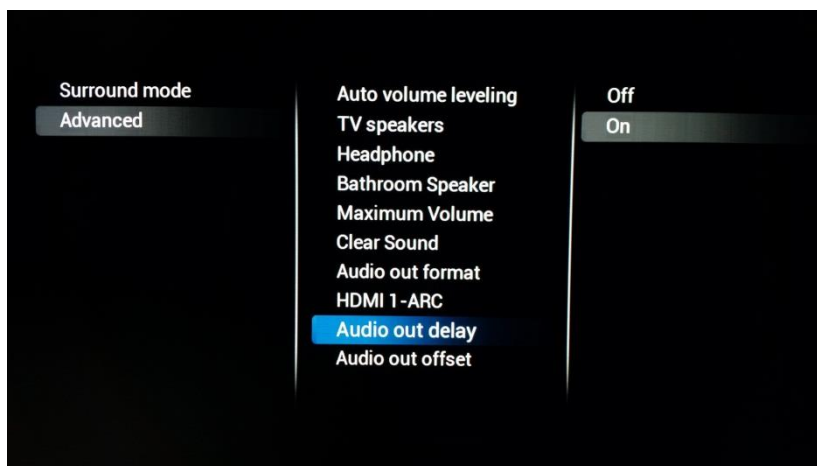 Surround mode
Advanced
Auto volume leveling
TV speakers
Headphone
Bathroom Speaker
Maximum Volume
Clear Sound
Audio out format
HDMI 1-ARC
Audio out delay
Audio out offset
Off
On